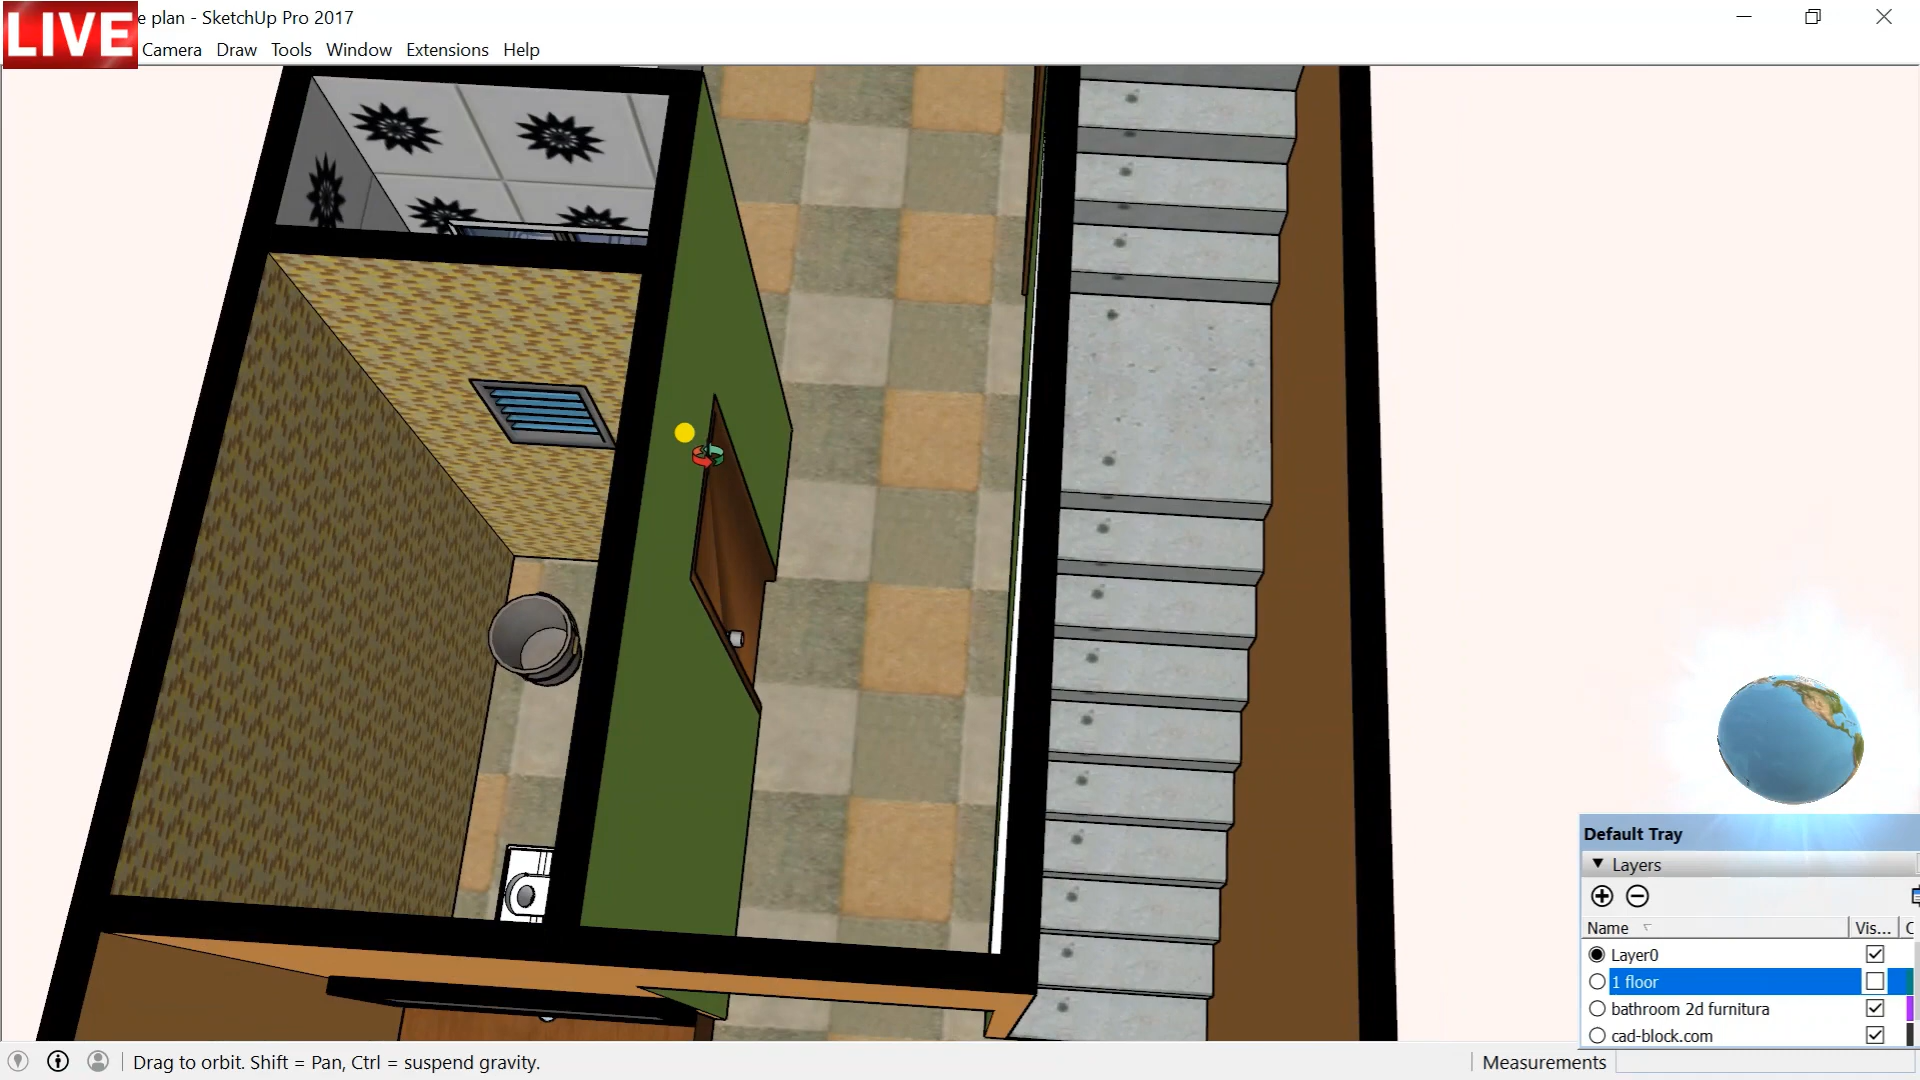 LIVE
e plan - SketchUp Pro 2017
Camera Draw Tools Window Extensions Help
Default Tray
Layers
Name Vis... C
Layer0
1 floor
bathroom 2d furnitura
cad-block.com
Drag to orbit. Shift = Pan, Ctrl = suspend gravity.
Measurements